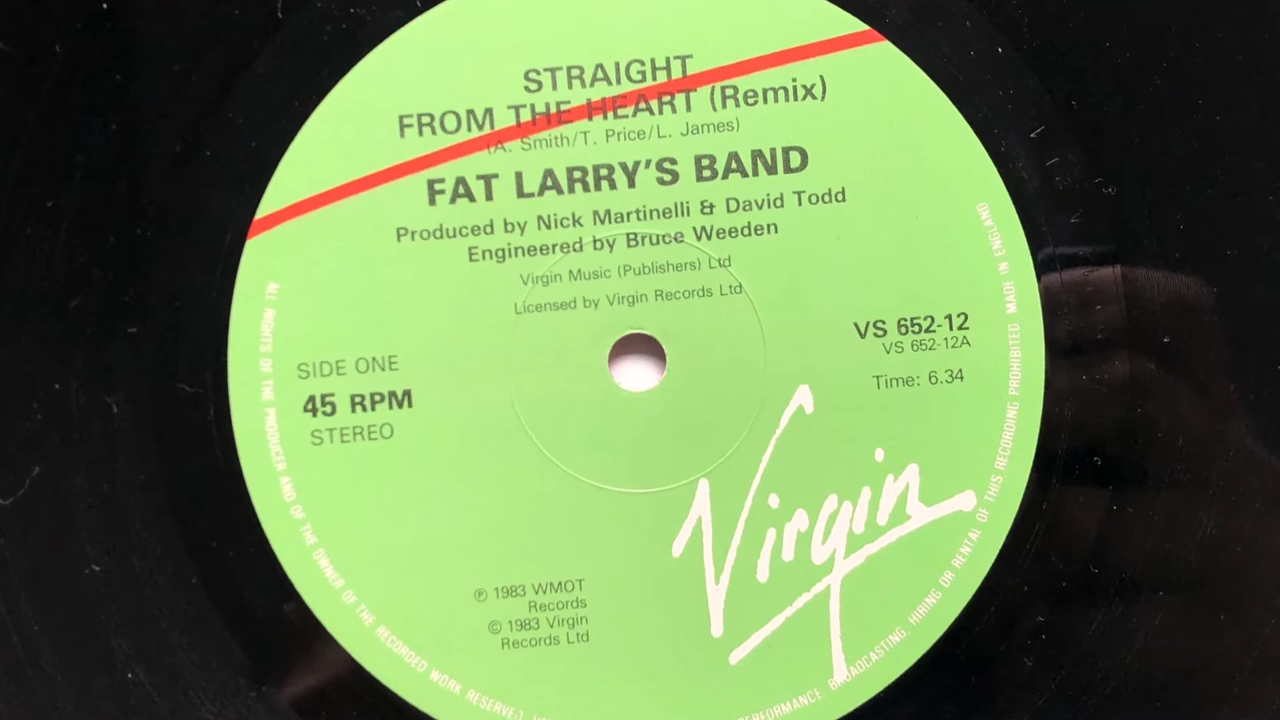 STRAIGHT
FROM THE HEART (Remix)
(A. Smith/T. Price/L. James)
FAT LARRY'S BAND
Produced by Nick Martinelli & David Todd
Engineered by Bruce Weeden
Virgin Music (Publishers) Ltd
Licensed by Virgin Records Ltd
SIDE ONE
45 RPM
STEREO
VS 652-12
VS 652-12A
Time: 6.34
Virgin
℗ 1983 WMOT
Records
© 1983 Virgin
Records Ltd
ALL RIGHTS OF THE PRODUCER AND OF THE OWNER OF THE RECORDED WORK RESERVED.
PERFORMANCE BROADCASTING, HIRING OR RENTAL OF THIS RECORDING PROHIBITED MADE IN ENGLAND